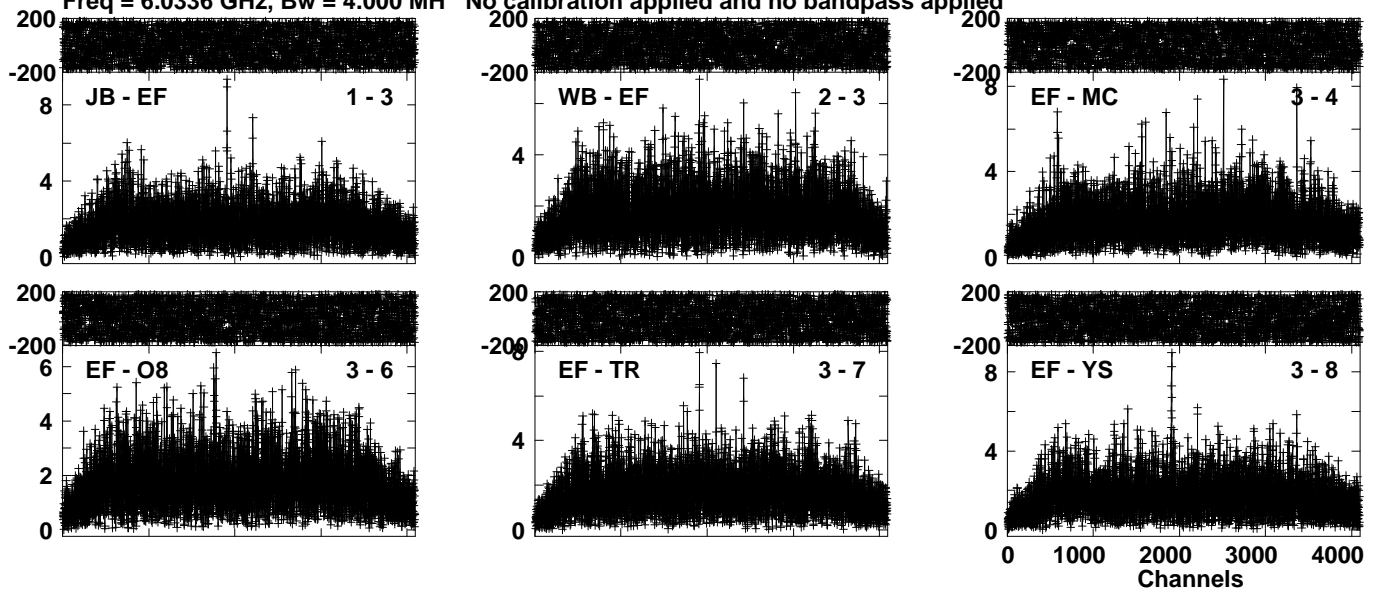 Freq = 6.0336 GHz, Bw = 4.000 MH No calibration applied and no bandpass applied
200 200 200
-200 -200 -200
JB - EF 1 - 3 WB - EF 2 - 3 EF - MC 3 - 4
8 8
4 4 4
0 0 0
200 200 200
-200 -200 -200
8
EF - O8 3 - 6 EF - TR 3 - 7 EF - YS 3 - 8
6 8
4 4 4
2
0 0 0
0 1000 2000 3000 4000
Channels